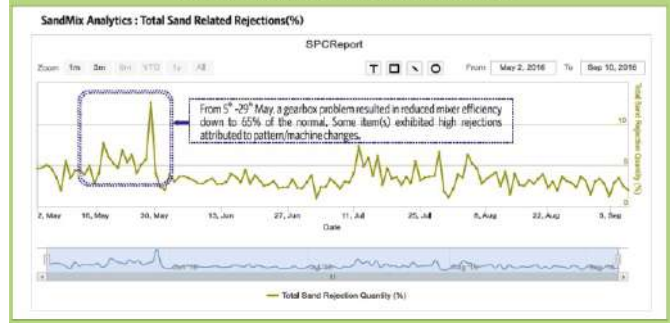 SandMix Analytics : Total Sand Related Rejections(%)
SPCReport
Zoom 1m 3m 6m YTD 1y All
T
From May 2, 2016 To Sep 10, 2016
From 5" -29" May, a gearbox problem resulted in reduced mixer efficiency
down to 65% of the normal. Some item(s) exhibited high rejections
attributed to pattern/machine changes.
10
5
0
Total Sand Rejection Quantity (%)
2. May 16. May 30. May 13. Jun 27. Jun 11. Jul 25. Jul 8. Aug 22. Aug 9. Sep
Date
Total Sand Rejection Quantity (%)